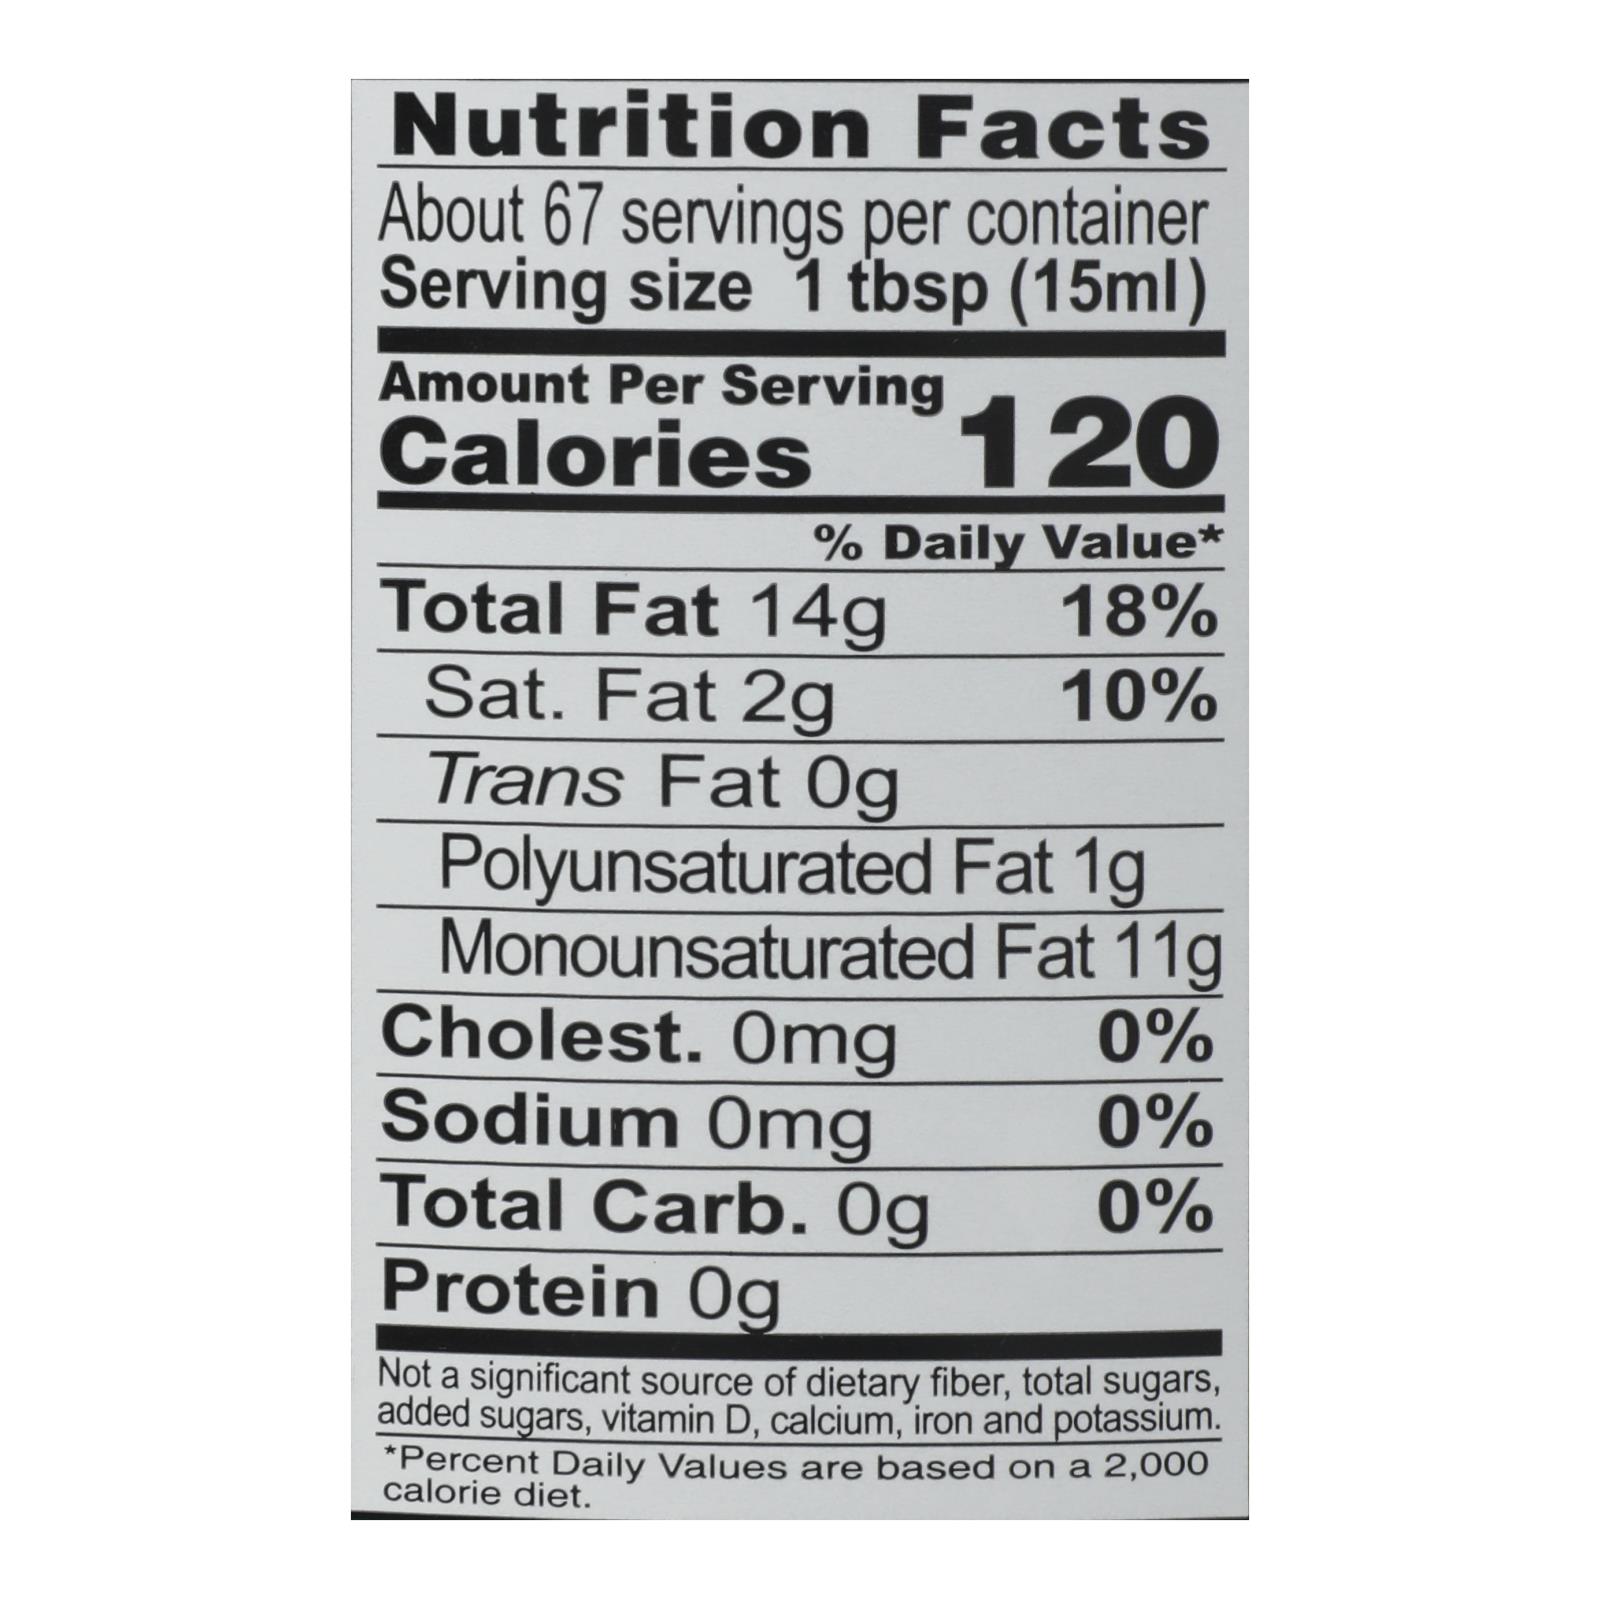 Nutrition Facts
About 67 servings per container
Serving size 1 tbsp (15ml)
Amount Per Serving
Calories 120
% Daily Value*
Total Fat 14g 18%
Sat. Fat 2g 10%
Trans Fat 0g
Polyunsaturated Fat 1g
Monounsaturated Fat 11g
Cholest. 0mg 0%
Sodium 0mg 0%
Total Carb. 0g 0%
Protein 0g
Not a significant source of dietary fiber, total sugars,
added sugars, vitamin D, calcium, iron and potassium.
*Percent Daily Values are based on a 2,000
calorie diet.